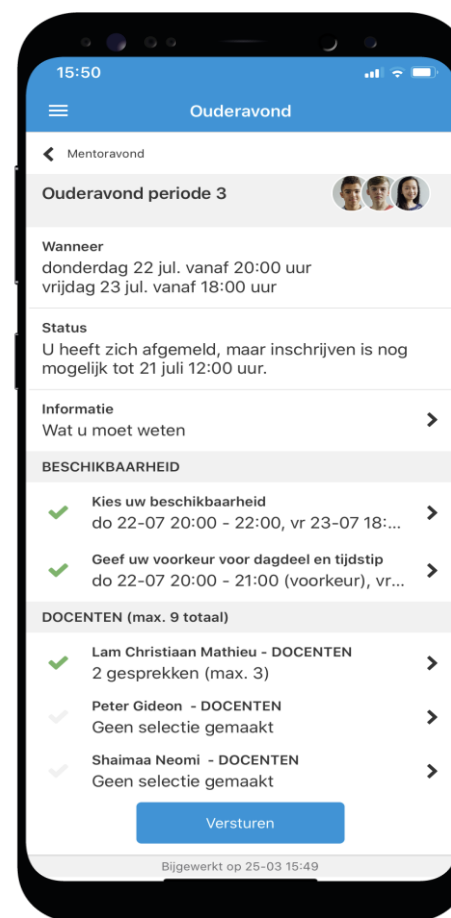 15:50
Ouderavond
Mentoravond
Ouderavond periode 3
Wanneer
donderdag 22 jul. vanaf 20:00 uur
vrijdag 23 jul. vanaf 18:00 uur
Status
U heeft zich afgemeld, maar inschrijven is nog
mogelijk tot 21 juli 12:00 uur.
Informatie
Wat u moet weten
BESCHIKBAARHEID
Kies uw beschikbaarheid
do 22-07 20:00 - 22:00, vr 23-07 18:...
Geef uw voorkeur voor dagdeel en tijdstip
do 22-07 20:00 - 21:00 (voorkeur), vr...
DOCENTEN (max. 9 totaal)
Lam Christiaan Mathieu - DOCENTEN
2 gesprekken (max. 3)
Peter Gideon - DOCENTEN
Geen selectie gemaakt
Shaimaa Neomi - DOCENTEN
Geen selectie gemaakt
Versturen
Bijgewerkt op 25-03 15:49